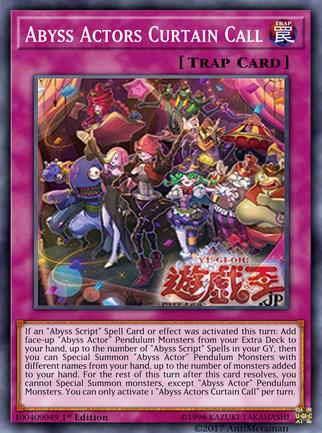 Abyss Actors Curtain Call
TRAP
罠
[Trap Card]
YU-GI-OH!
遊戯王
.JP
If an "Abyss Script" Spell Card or effect was activated this turn: Add
face-up "Abyss Actor" Pendulum Monsters from your Extra Deck to
your hand, up to the number of "Abyss Script" Spells in your GY, then
you can Special Summon "Abyss Actor" Pendulum Monsters with
different names from your hand, up to the number of monsters added
to your hand. For the rest of this turn after this card resolves, you
cannot Special Summon monsters, except "Abyss Actor" Pendulum
Monsters. You can only activate 1 "Abyss Actors Curtain Call" per turn.
100409049 1st Edition
©1996 KAZUKI TAKAHASHI
©2017 AntiMetaman